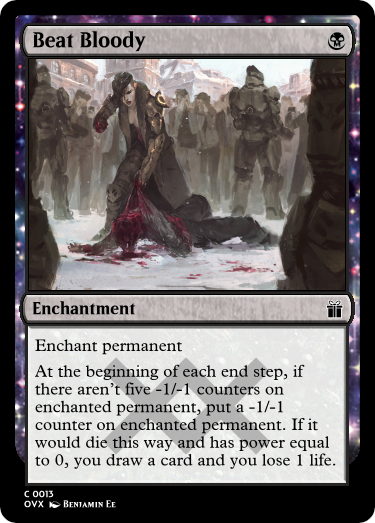 Beat Bloody
Enchantment
Enchant permanent
At the beginning of each end step, if
there aren't five -1/-1 counters on
enchanted permanent, put a -1/-1
counter on enchanted permanent. If it
would die this way and has power equal
to 0, you draw a card and you lose 1 life.
C 0013
OVX Benjamin Ee